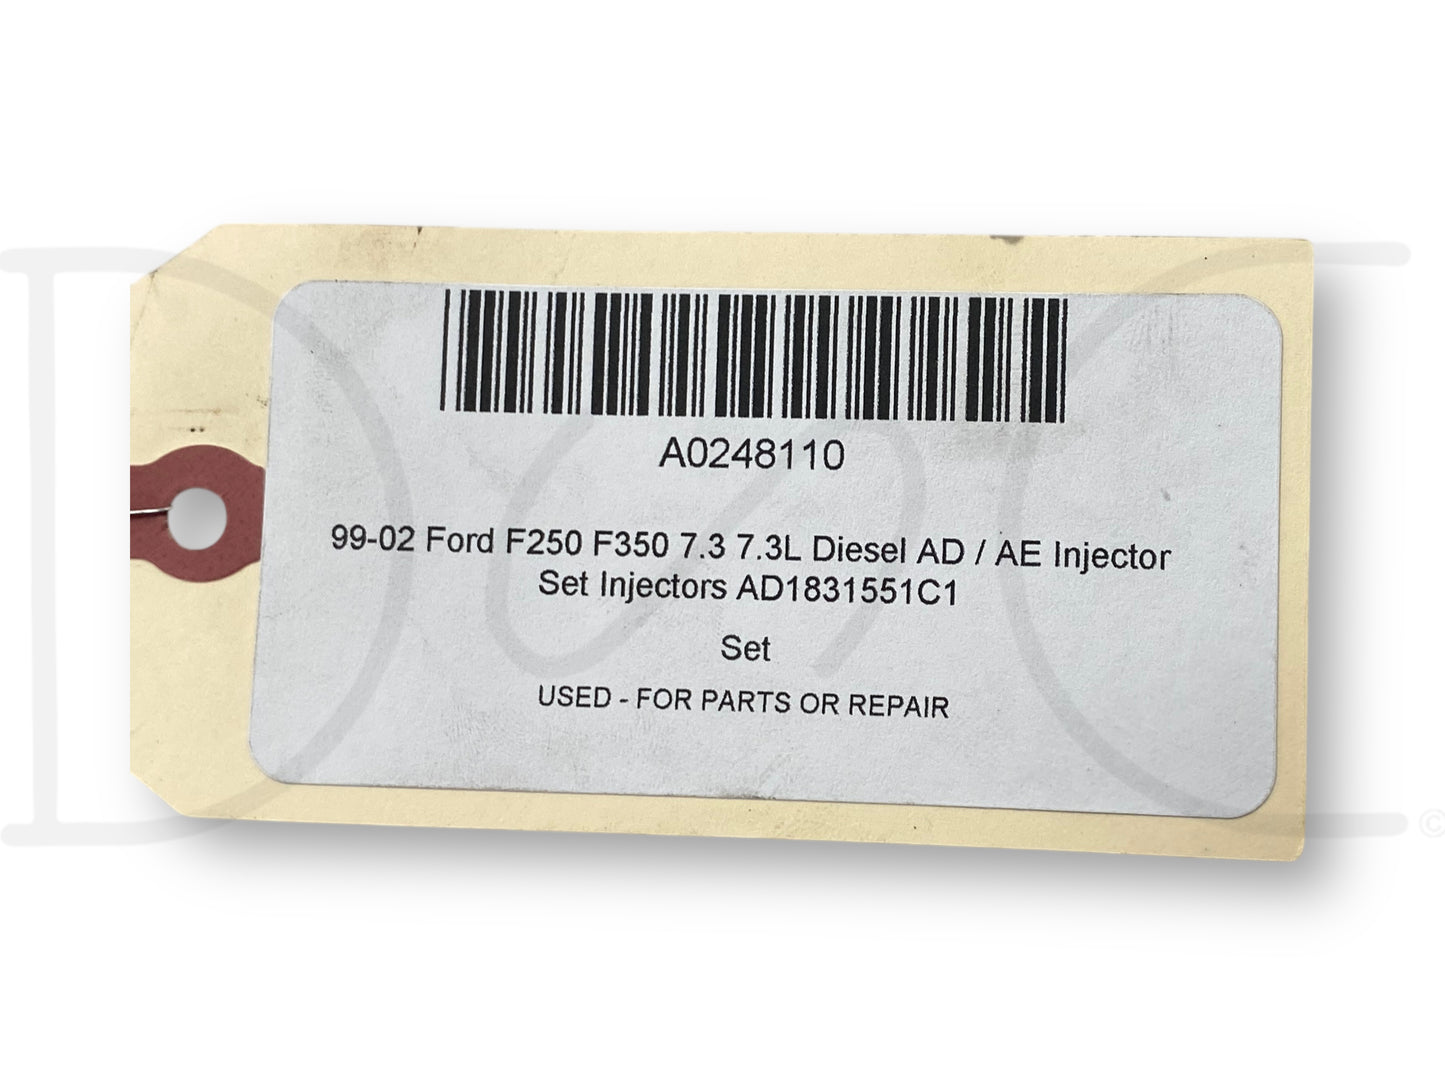 A0248110
99-02 Ford F250 F350 7.3 7.3L Diesel AD / AE Injector
Set Injectors AD1831551C1
Set
USED - FOR PARTS OR REPAIR
©